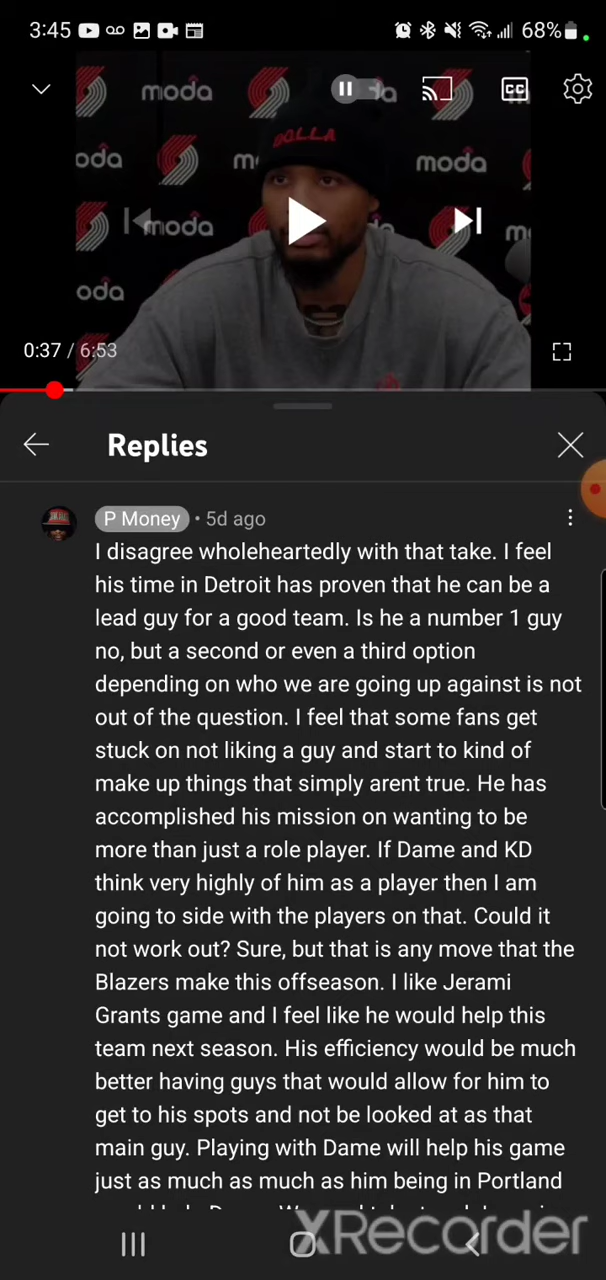 3:45
68%
moda
CC
oda
moda
moda
oda
DOLLA
0:37 / 6:53
Replies
P Money • 5d ago
I disagree wholeheartedly with that take. I feel
his time in Detroit has proven that he can be a
lead guy for a good team. Is he a number 1 guy
no, but a second or even a third option
depending on who we are going up against is not
out of the question. I feel that some fans get
stuck on not liking a guy and start to kind of
make up things that simply arent true. He has
accomplished his mission on wanting to be
more than just a role player. If Dame and KD
think very highly of him as a player then I am
going to side with the players on that. Could it
not work out? Sure, but that is any move that the
Blazers make this offseason. I like Jerami
Grants game and I feel like he would help this
team next season. His efficiency would be much
better having guys that would allow for him to
get to his spots and not be looked at as that
main guy. Playing with Dame will help his game
just as much as much as him being in Portland
XRecorder